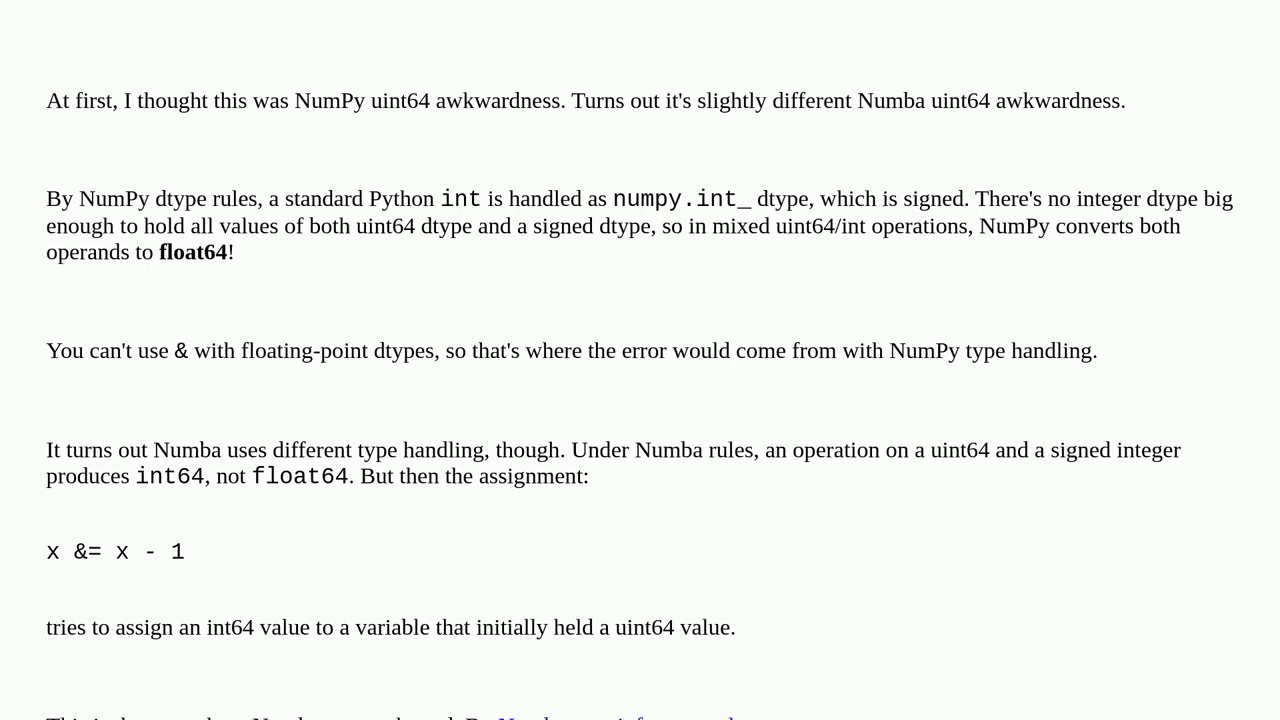 At first, I thought this was NumPy uint64 awkwardness. Turns out it's slightly different Numba uint64 awkwardness.
By NumPy dtype rules, a standard Python int is handled as numpy.int_ dtype, which is signed. There's no integer dtype big
enough to hold all values of both uint64 dtype and a signed dtype, so in mixed uint64/int operations, NumPy converts both
operands to float64!
You can't use & with floating-point dtypes, so that's where the error would come from with NumPy type handling.
It turns out Numba uses different type handling, though. Under Numba rules, an operation on a uint64 and a signed integer
produces int64, not float64. But then the assignment:
x &= x - 1
tries to assign an int64 value to a variable that initially held a uint64 value.